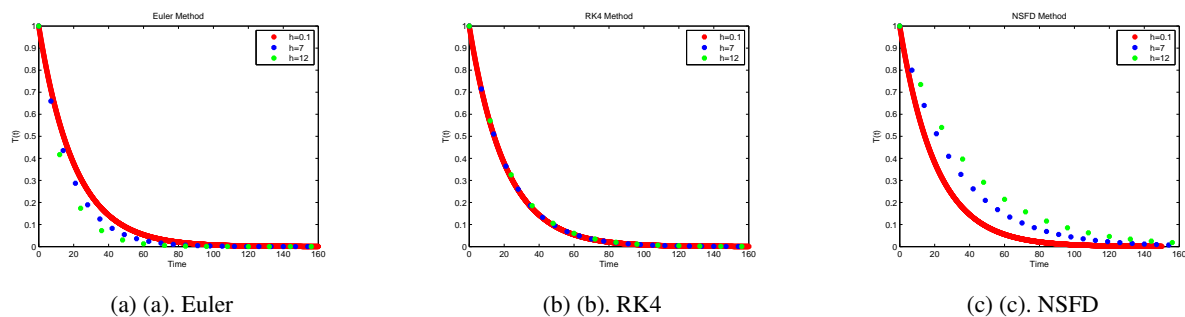 Euler Method
1
0.9
0.8
0.7
0.6
0.5
0.4
0.3
0.2
0.1
0
T(t)
0 20 40 60 80 100 120 140 160
Time
h=0.1
h=7
h=12
(a) (a). Euler
RK4 Method
1
0.9
0.8
0.7
0.6
0.5
0.4
0.3
0.2
0.1
0
T(t)
0 20 40 60 80 100 120 140 160
Time
h=0.1
h=7
h=12
(b) (b). RK4
NSFD Method
1
0.9
0.8
0.7
0.6
0.5
0.4
0.3
0.2
0.1
0
T(t)
0 20 40 60 80 100 120 140 160
Time
h=0.1
h=7
h=12
(c) (c). NSFD